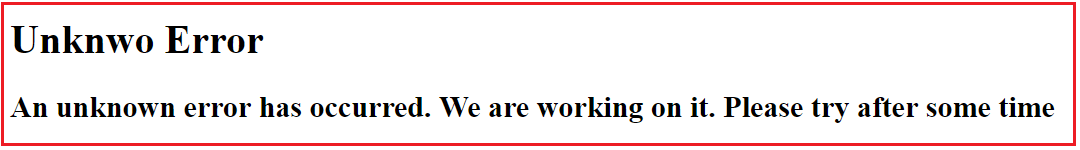 Unknwo Error
An unknown error has occurred. We are working on it. Please try after some time